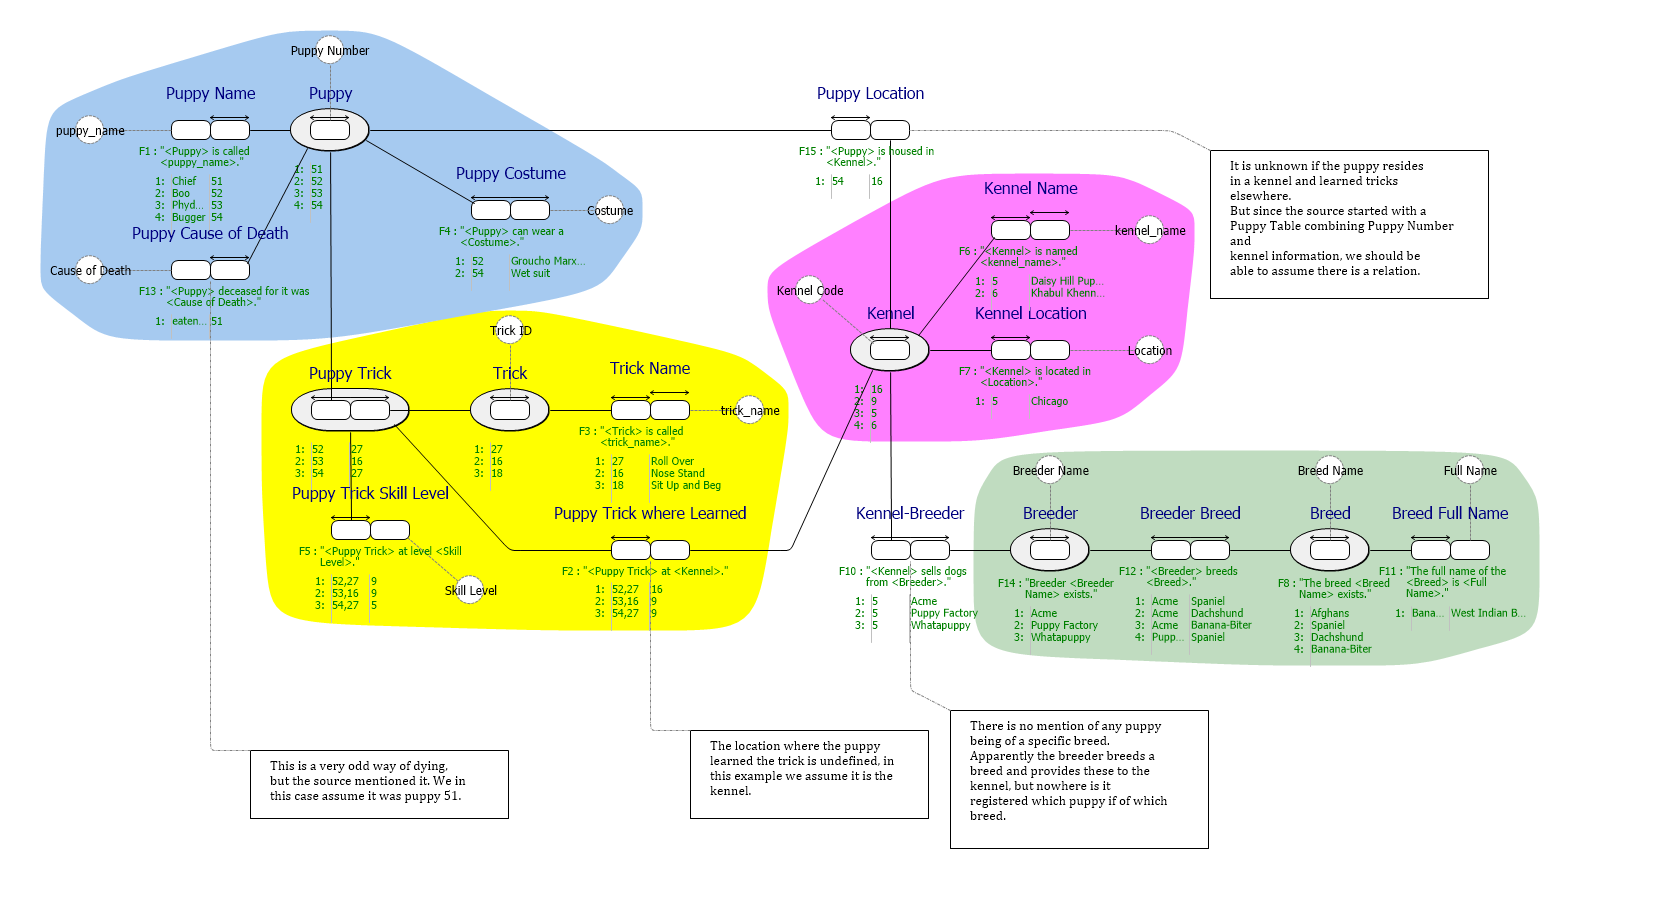 Puppy Number
Puppy Name
Puppy
puppy_name
F1 : "<Puppy> is called
<puppy_name>."
1: Chief 51
2: Boo 52
3: Phyd... 53
4: Bugger 54
1: 51
2: 52
3: 53
4: 54
Puppy Costume
Costume
F4 : "<Puppy> can wear a
<Costume>."
1: 52 Groucho Marx...
2: 54 Wet suit
Puppy Cause of Death
Cause of Death
F13 : "<Puppy> deceased for it was
<Cause of Death>."
1: eaten... 51
Puppy Location
F15 : "<Puppy> is housed in
<Kennel>."
1: 54 16
It is unknown if the puppy resides
in a kennel and learned tricks
elsewhere.
But since the source started with a
Puppy Table combining Puppy Number
and
kennel information, we should be
able to assume there is a relation.
Kennel Name
kennel_name
F6 : "<Kennel> is named
<kennel_name>."
1: 5 Daisy Hill Pup...
2: 6 Khabul Khenn...
Kennel Code
Kennel
1: 16
2: 9
3: 5
4: 6
Kennel Location
Location
F7 : "<Kennel> is located in
<Location>."
1: 5 Chicago
Trick ID
Puppy Trick
1: 52 27
2: 53 16
3: 54 27
Trick
1: 27
2: 16
3: 18
Trick Name
trick_name
F3 : "<Trick> is called
<trick_name>."
1: 27 Roll Over
2: 16 Nose Stand
3: 18 Sit Up and Beg
Puppy Trick Skill Level
F5 : "<Puppy Trick> at level <Skill
Level>."
1: 52,27 9
2: 53,16 9
3: 54,27 5
Skill Level
Puppy Trick where Learned
F2 : "<Puppy Trick> at <Kennel>."
1: 52,27 16
2: 53,16 9
3: 54,27 9
Kennel-Breeder
F10 : "<Kennel> sells dogs
from <Breeder>."
1: 5 Acme
2: 5 Puppy Factory
3: 5 Whatapuppy
Breeder Name
Breeder
F14 : "Breeder <Breeder
Name> exists."
1: Acme
2: Puppy Factory
3: Whatapuppy
Breeder Breed
F12 : "<Breeder> breeds
<Breed>."
1: Acme Spaniel
2: Acme Dachshund
3: Acme Banana-Biter
4: Pupp... Spaniel
Breed Name
Breed
F8 : "The breed <Breed
Name> exists."
1: Afghans
2: Spaniel
3: Dachshund
4: Banana-Biter
Full Name
Breed Full Name
F11 : "The full name of the
<Breed> is <Full
Name>."
1: Bana... West Indian B...
This is a very odd way of dying,
but the source mentioned it. We in
this case assume it was puppy 51.
The location where the puppy
learned the trick is undefined, in
this example we assume it is the
kennel.
There is no mention of any puppy
being of a specific breed.
Apparently the breeder breeds a
breed and provides these to the
kennel, but nowhere is it
registered which puppy if of which
breed.